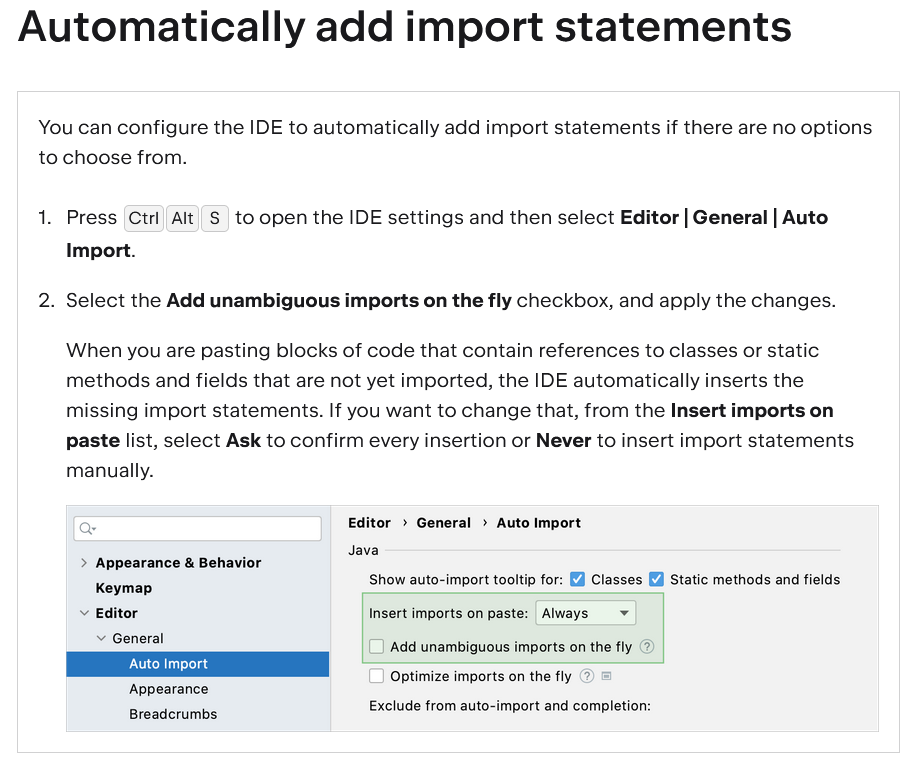 Automatically add import statements
You can configure the IDE to automatically add import statements if there are no options
to choose from.
1. Press Ctrl Alt S to open the IDE settings and then select Editor | General | Auto
Import.
2. Select the Add unambiguous imports on the fly checkbox, and apply the changes.
When you are pasting blocks of code that contain references to classes or static
methods and fields that are not yet imported, the IDE automatically inserts the
missing import statements. If you want to change that, from the Insert imports on
paste list, select Ask to confirm every insertion or Never to insert import statements
manually.
Appearance & Behavior
Keymap
Editor
General
Auto Import
Appearance
Breadcrumbs
Editor › General › Auto Import
Java
Show auto-import tooltip for: Classes Static methods and fields
Insert imports on paste: Always
Add unambiguous imports on the fly ?
Optimize imports on the fly ?
Exclude from auto-import and completion: